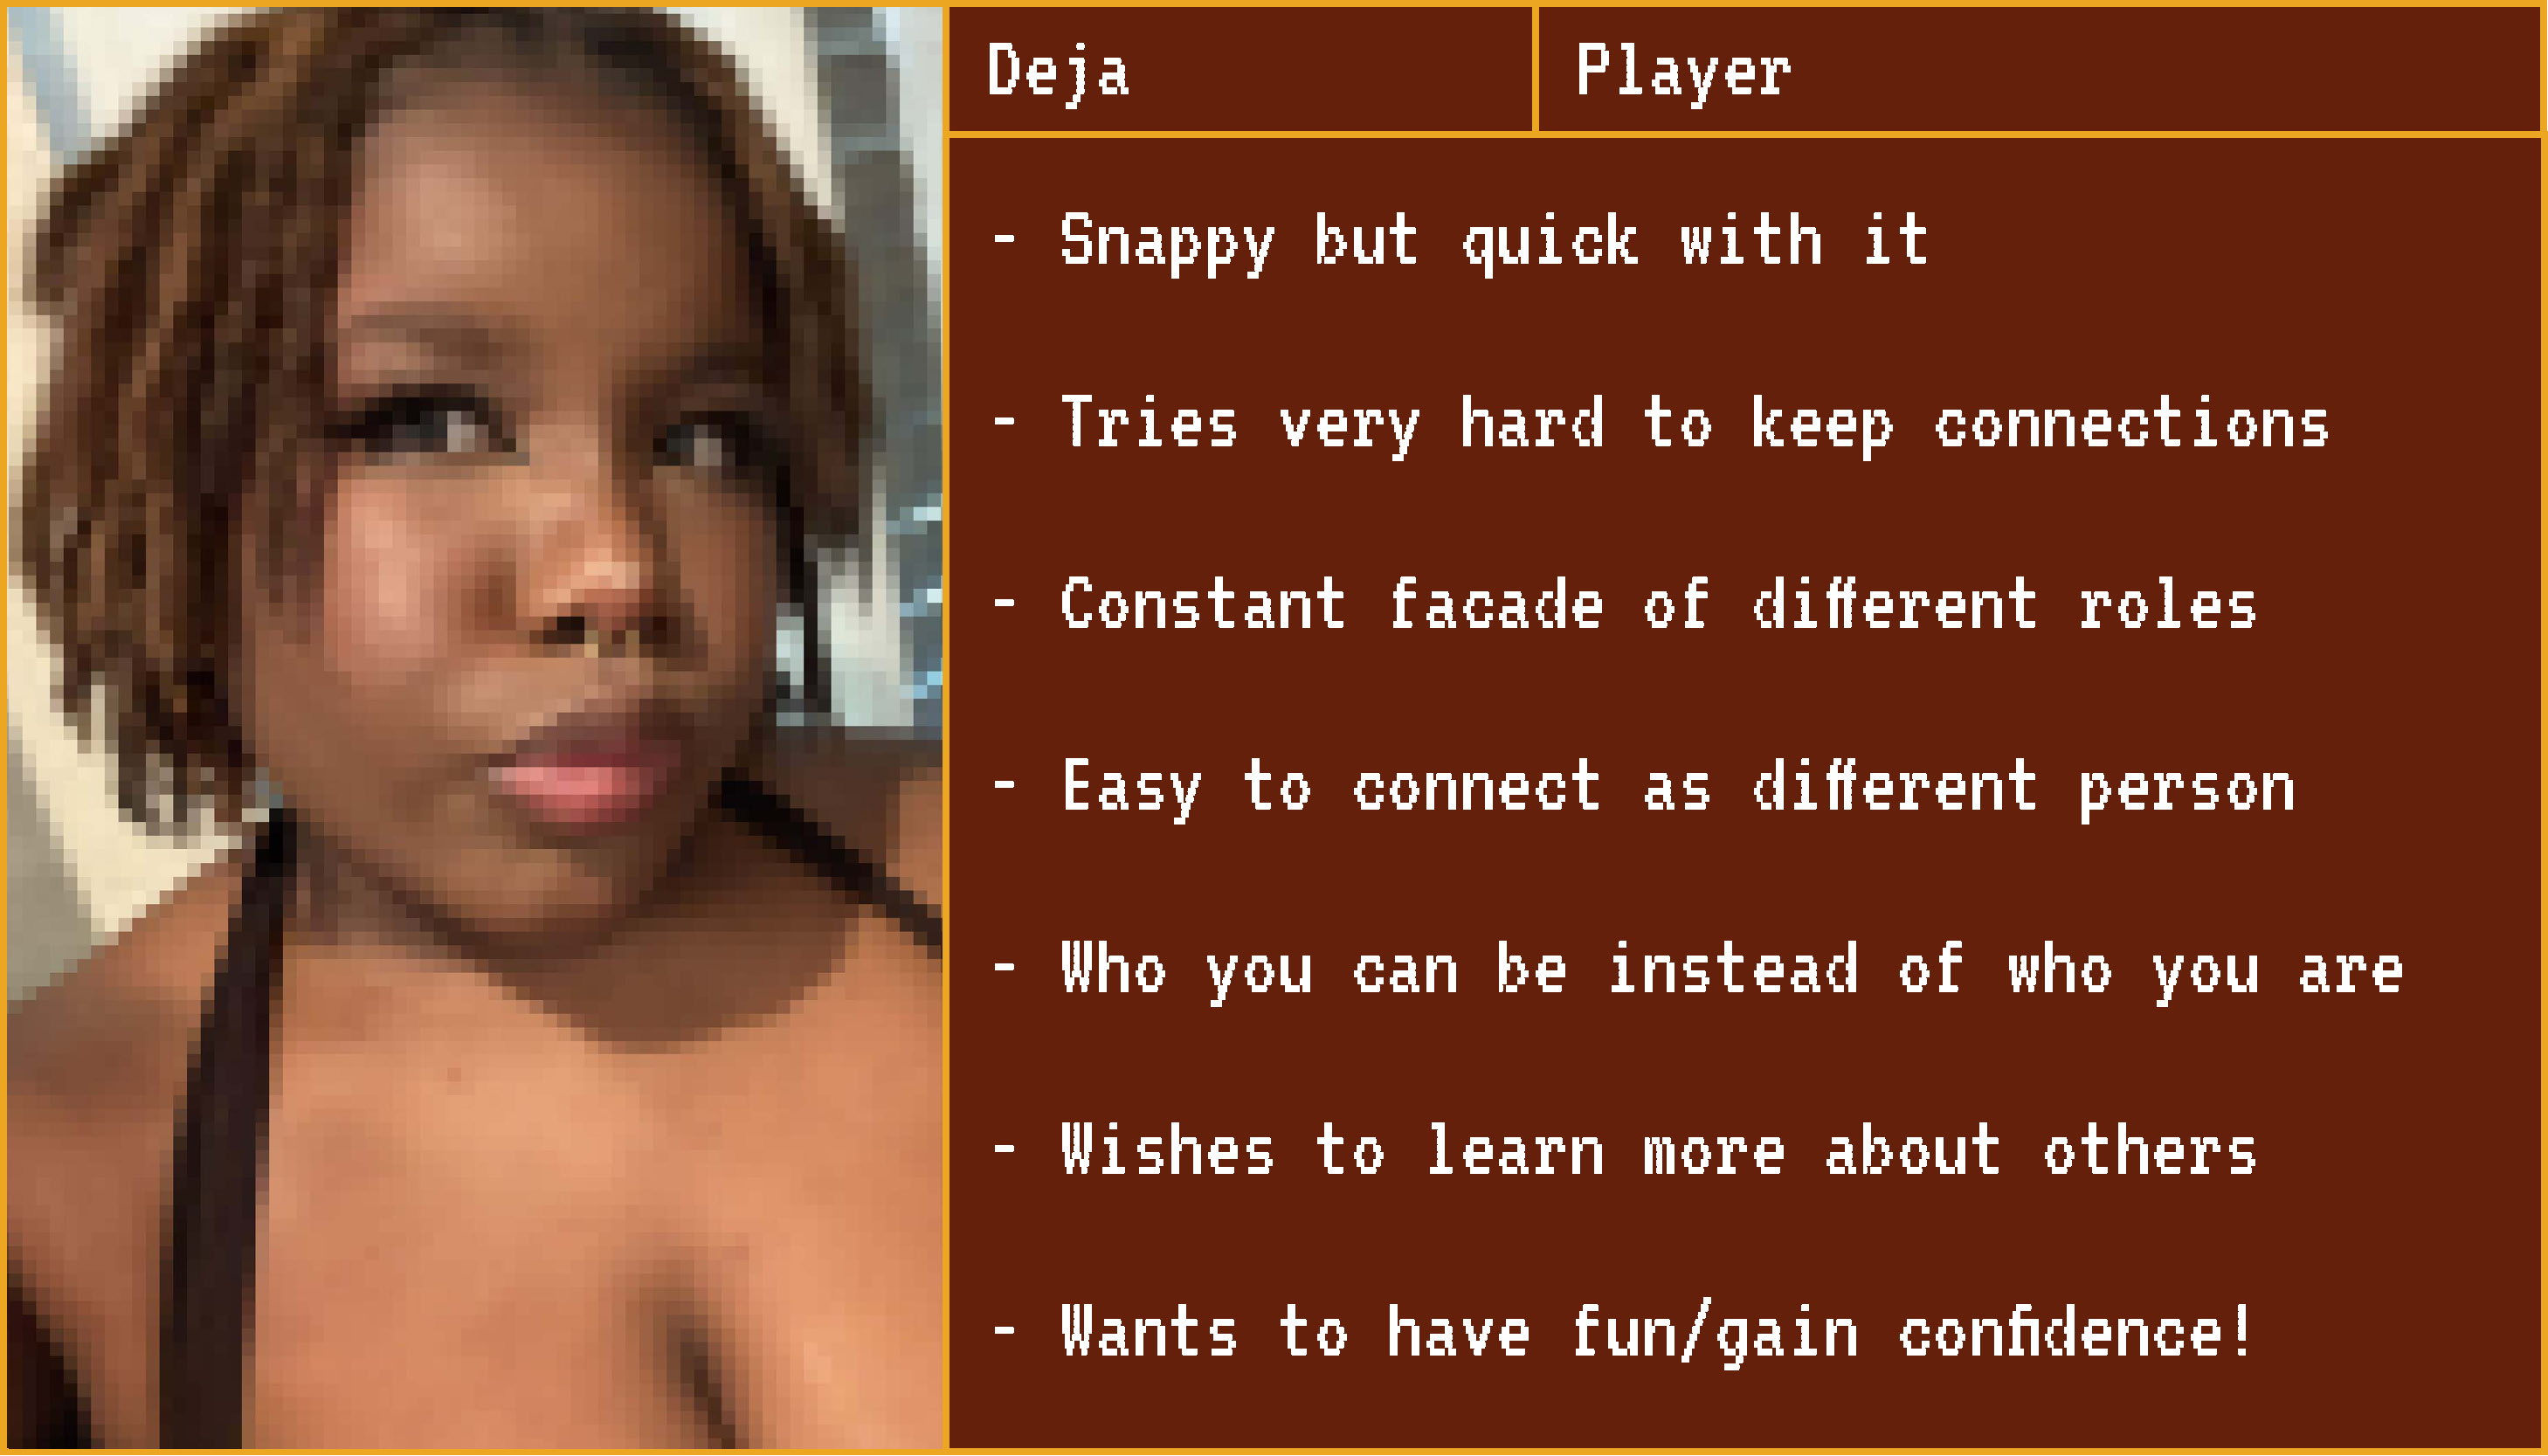 Deja
Player
- Snappy but quick with it
- Tries very hard to keep connections
- Constant facade of different roles
- Easy to connect as different person
- Who you can be instead of who you are
- Wishes to learn more about others
- Wants to have fun/gain confidence!